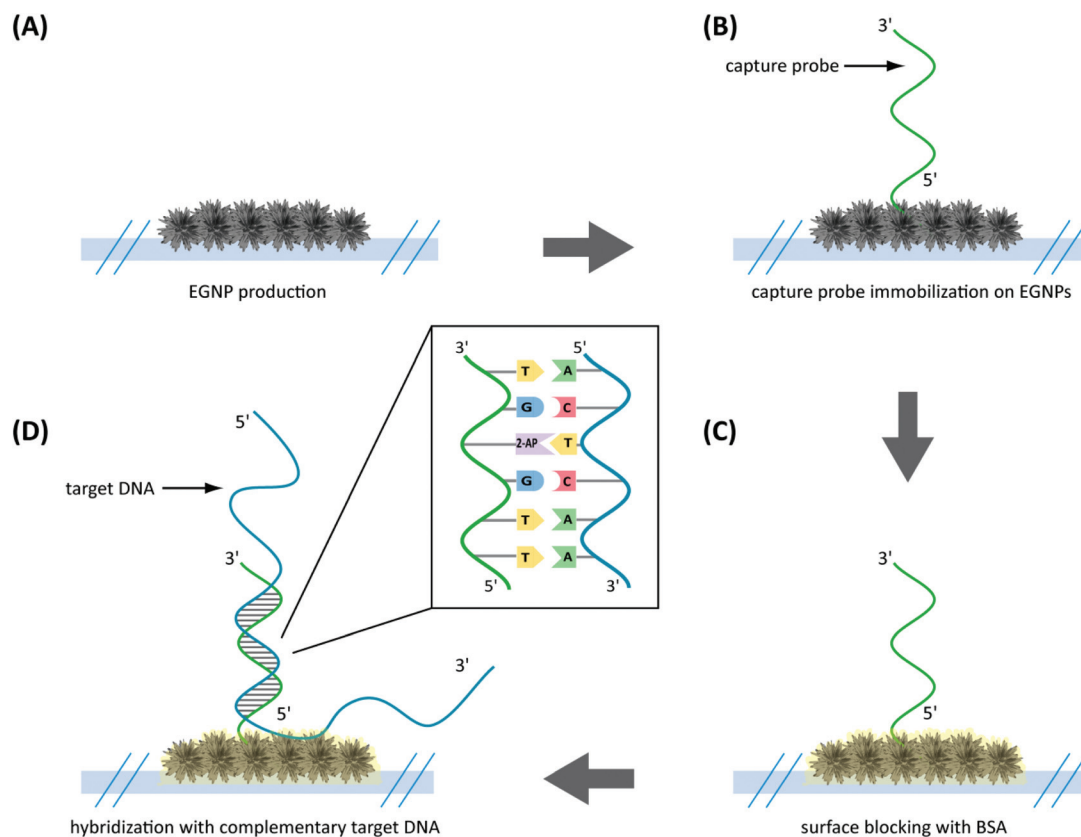 (A)
EGNP production
(B)
3'
capture probe
5'
capture probe immobilization on EGNPs
(C)
3'
5'
surface blocking with BSA
(D)
5'
target DNA
3'
5'
3'
hybridization with complementary target DNA
3' 5'
T A
G C
2-AP T
G C
T A
T A
5' 3'